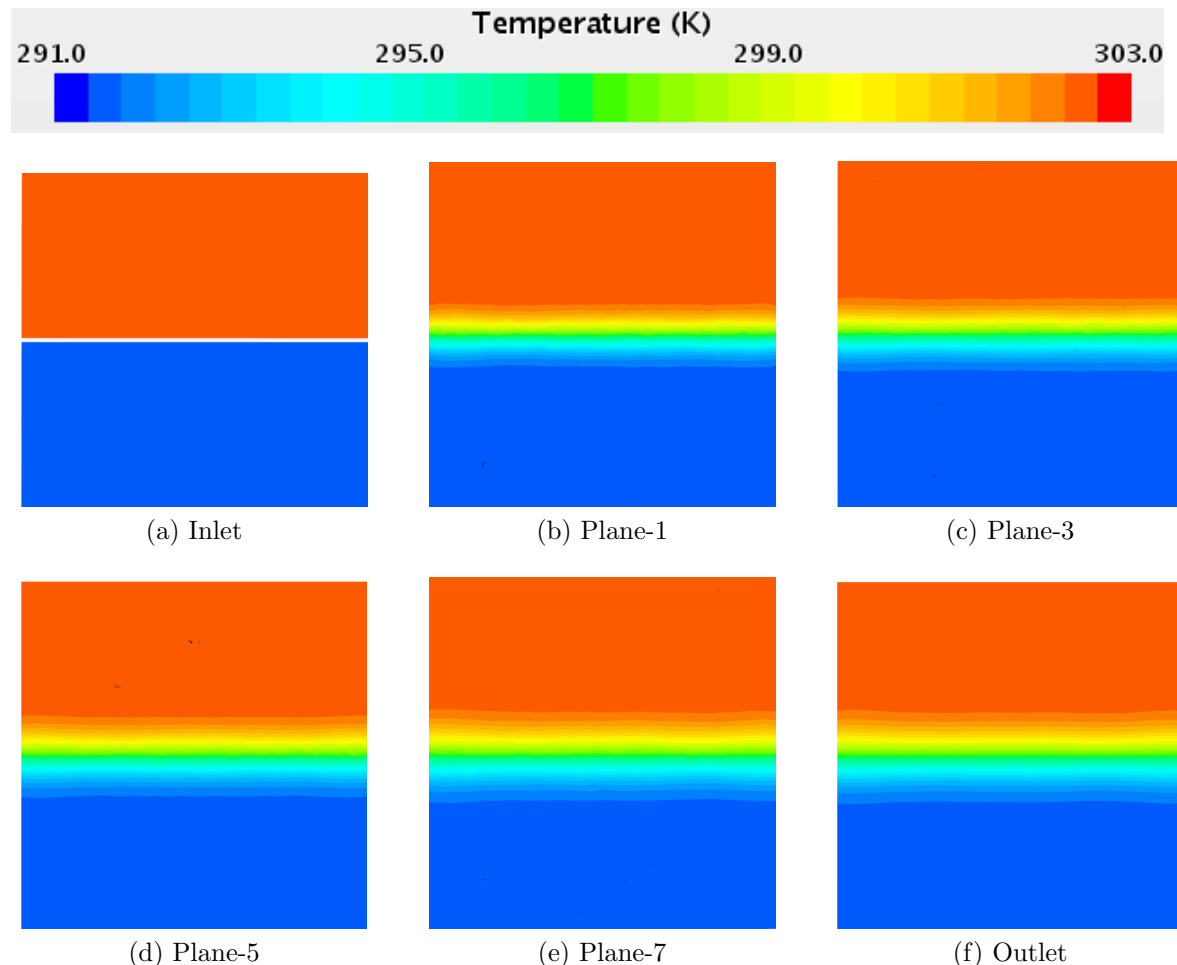 Temperature (K)
291.0 295.0 299.0 303.0
(a) Inlet
(b) Plane-1
(c) Plane-3
(d) Plane-5
(e) Plane-7
(f) Outlet